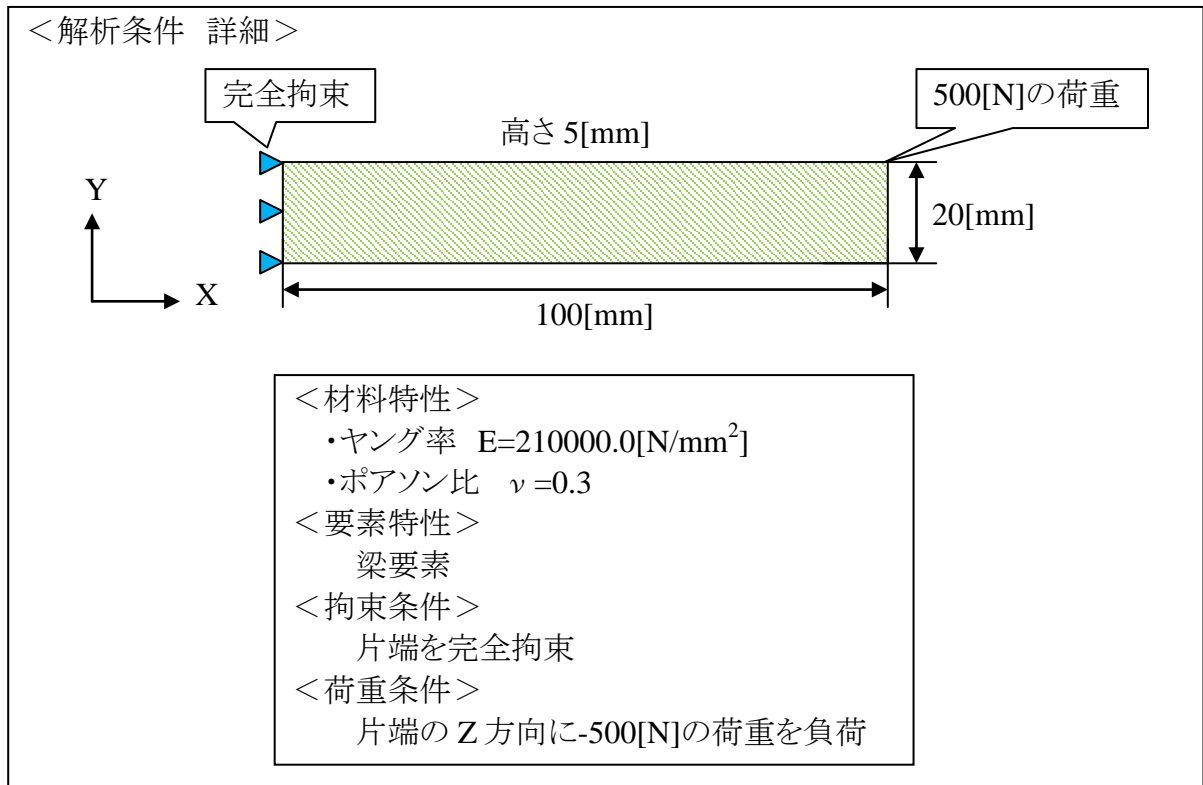 ＜解析条件 詳細＞
完全拘束
500[N]の荷重
高さ 5[mm]
Y
20[mm]
X
100[mm]
＜材料特性＞
・ヤング率 E=210000.0[N/mm²]
・ポアソン比 ν=0.3
＜要素特性＞
梁要素
＜拘束条件＞
片端を完全拘束
＜荷重条件＞
片端の Z 方向に-500[N]の荷重を負荷